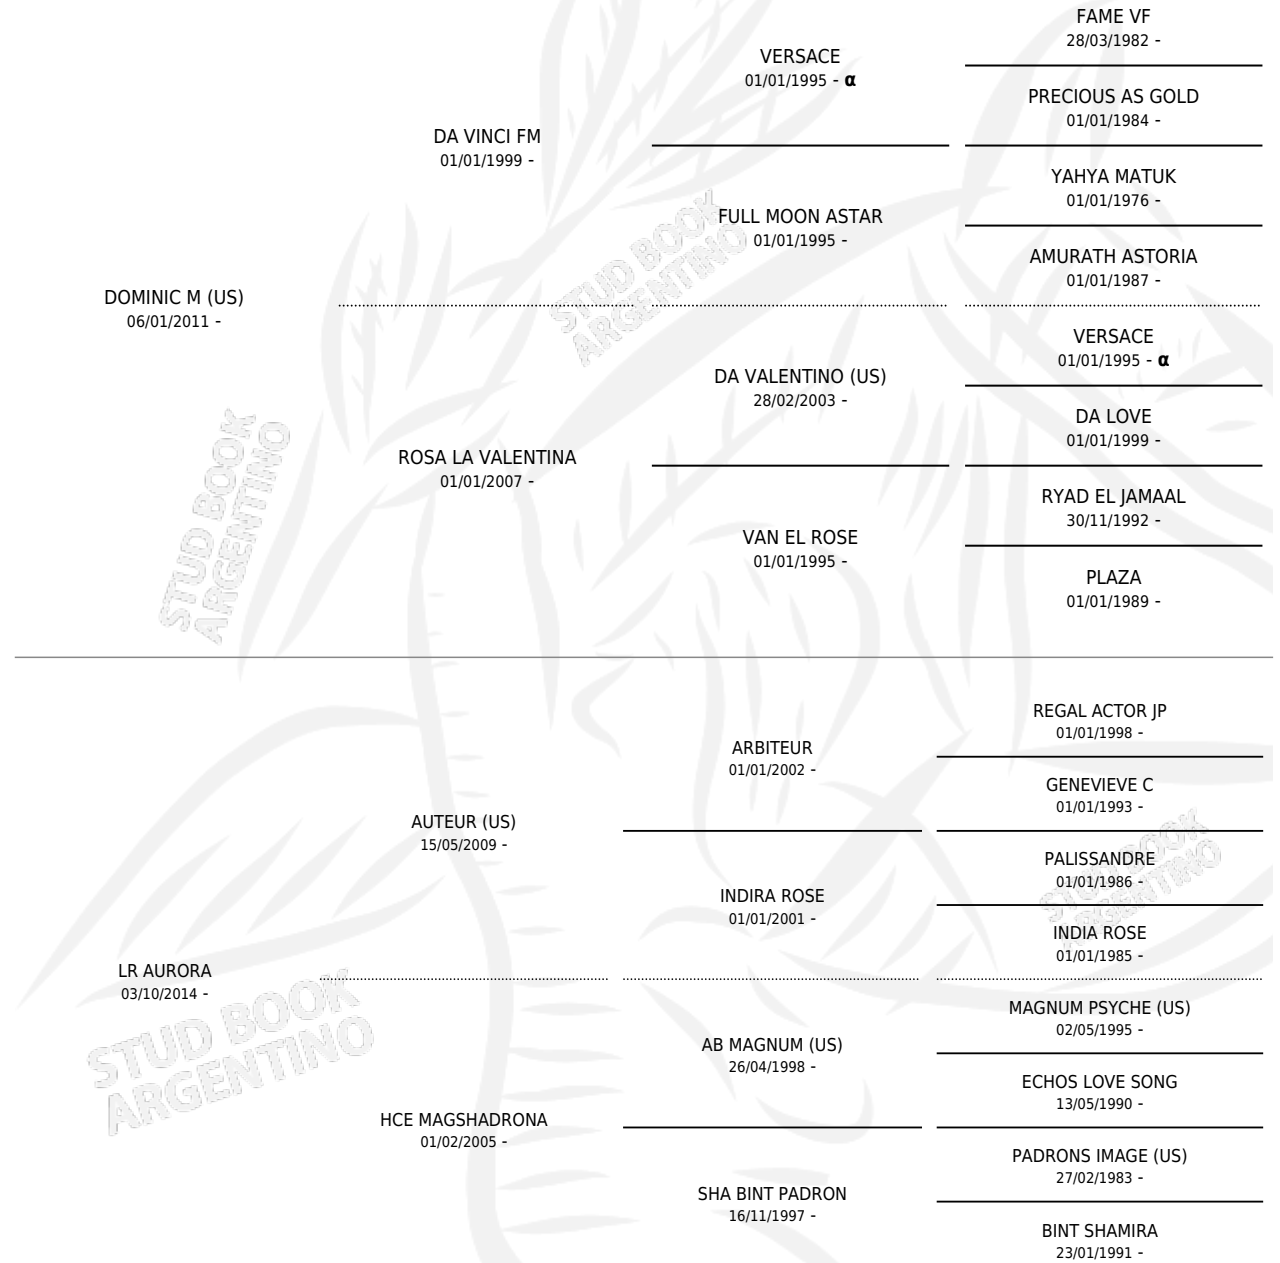 FAME VF
28/03/1982 -
VERSACE
01/01/1995 - α
PRECIOUS AS GOLD
01/01/1984 -
DA VINCI FM
01/01/1999 -
YAHYA MATUK
01/01/1976 -
FULL MOON ASTAR
01/01/1995 -
AMURATH ASTORIA
01/01/1987 -
DOMINIC M (US)
06/01/2011 -
VERSACE
01/01/1995 - α
DA VALENTINO (US)
28/02/2003 -
DA LOVE
01/01/1999 -
ROSA LA VALENTINA
01/01/2007 -
RYAD EL JAMAAL
30/11/1992 -
VAN EL ROSE
01/01/1995 -
PLAZA
01/01/1989 -
REGAL ACTOR JP
01/01/1998 -
ARBITEUR
01/01/2002 -
GENEVIEVE C
01/01/1993 -
AUTEUR (US)
15/05/2009 -
PALISSANDRE
01/01/1986 -
INDIRA ROSE
01/01/2001 -
INDIA ROSE
01/01/1985 -
LR AURORA
03/10/2014 -
MAGNUM PSYCHE (US)
02/05/1995 -
AB MAGNUM (US)
26/04/1998 -
ECHOS LOVE SONG
13/05/1990 -
HCE MAGSHADRONA
01/02/2005 -
PADRONS IMAGE (US)
27/02/1983 -
SHA BINT PADRON
16/11/1997 -
BINT SHAMIRA
23/01/1991 -
STUD BOOK
ARGENTINO
STUD BOOK
ARGENTINO
STUD BOOK
ARGENTINO
STUD BOOK
ARGENTINO